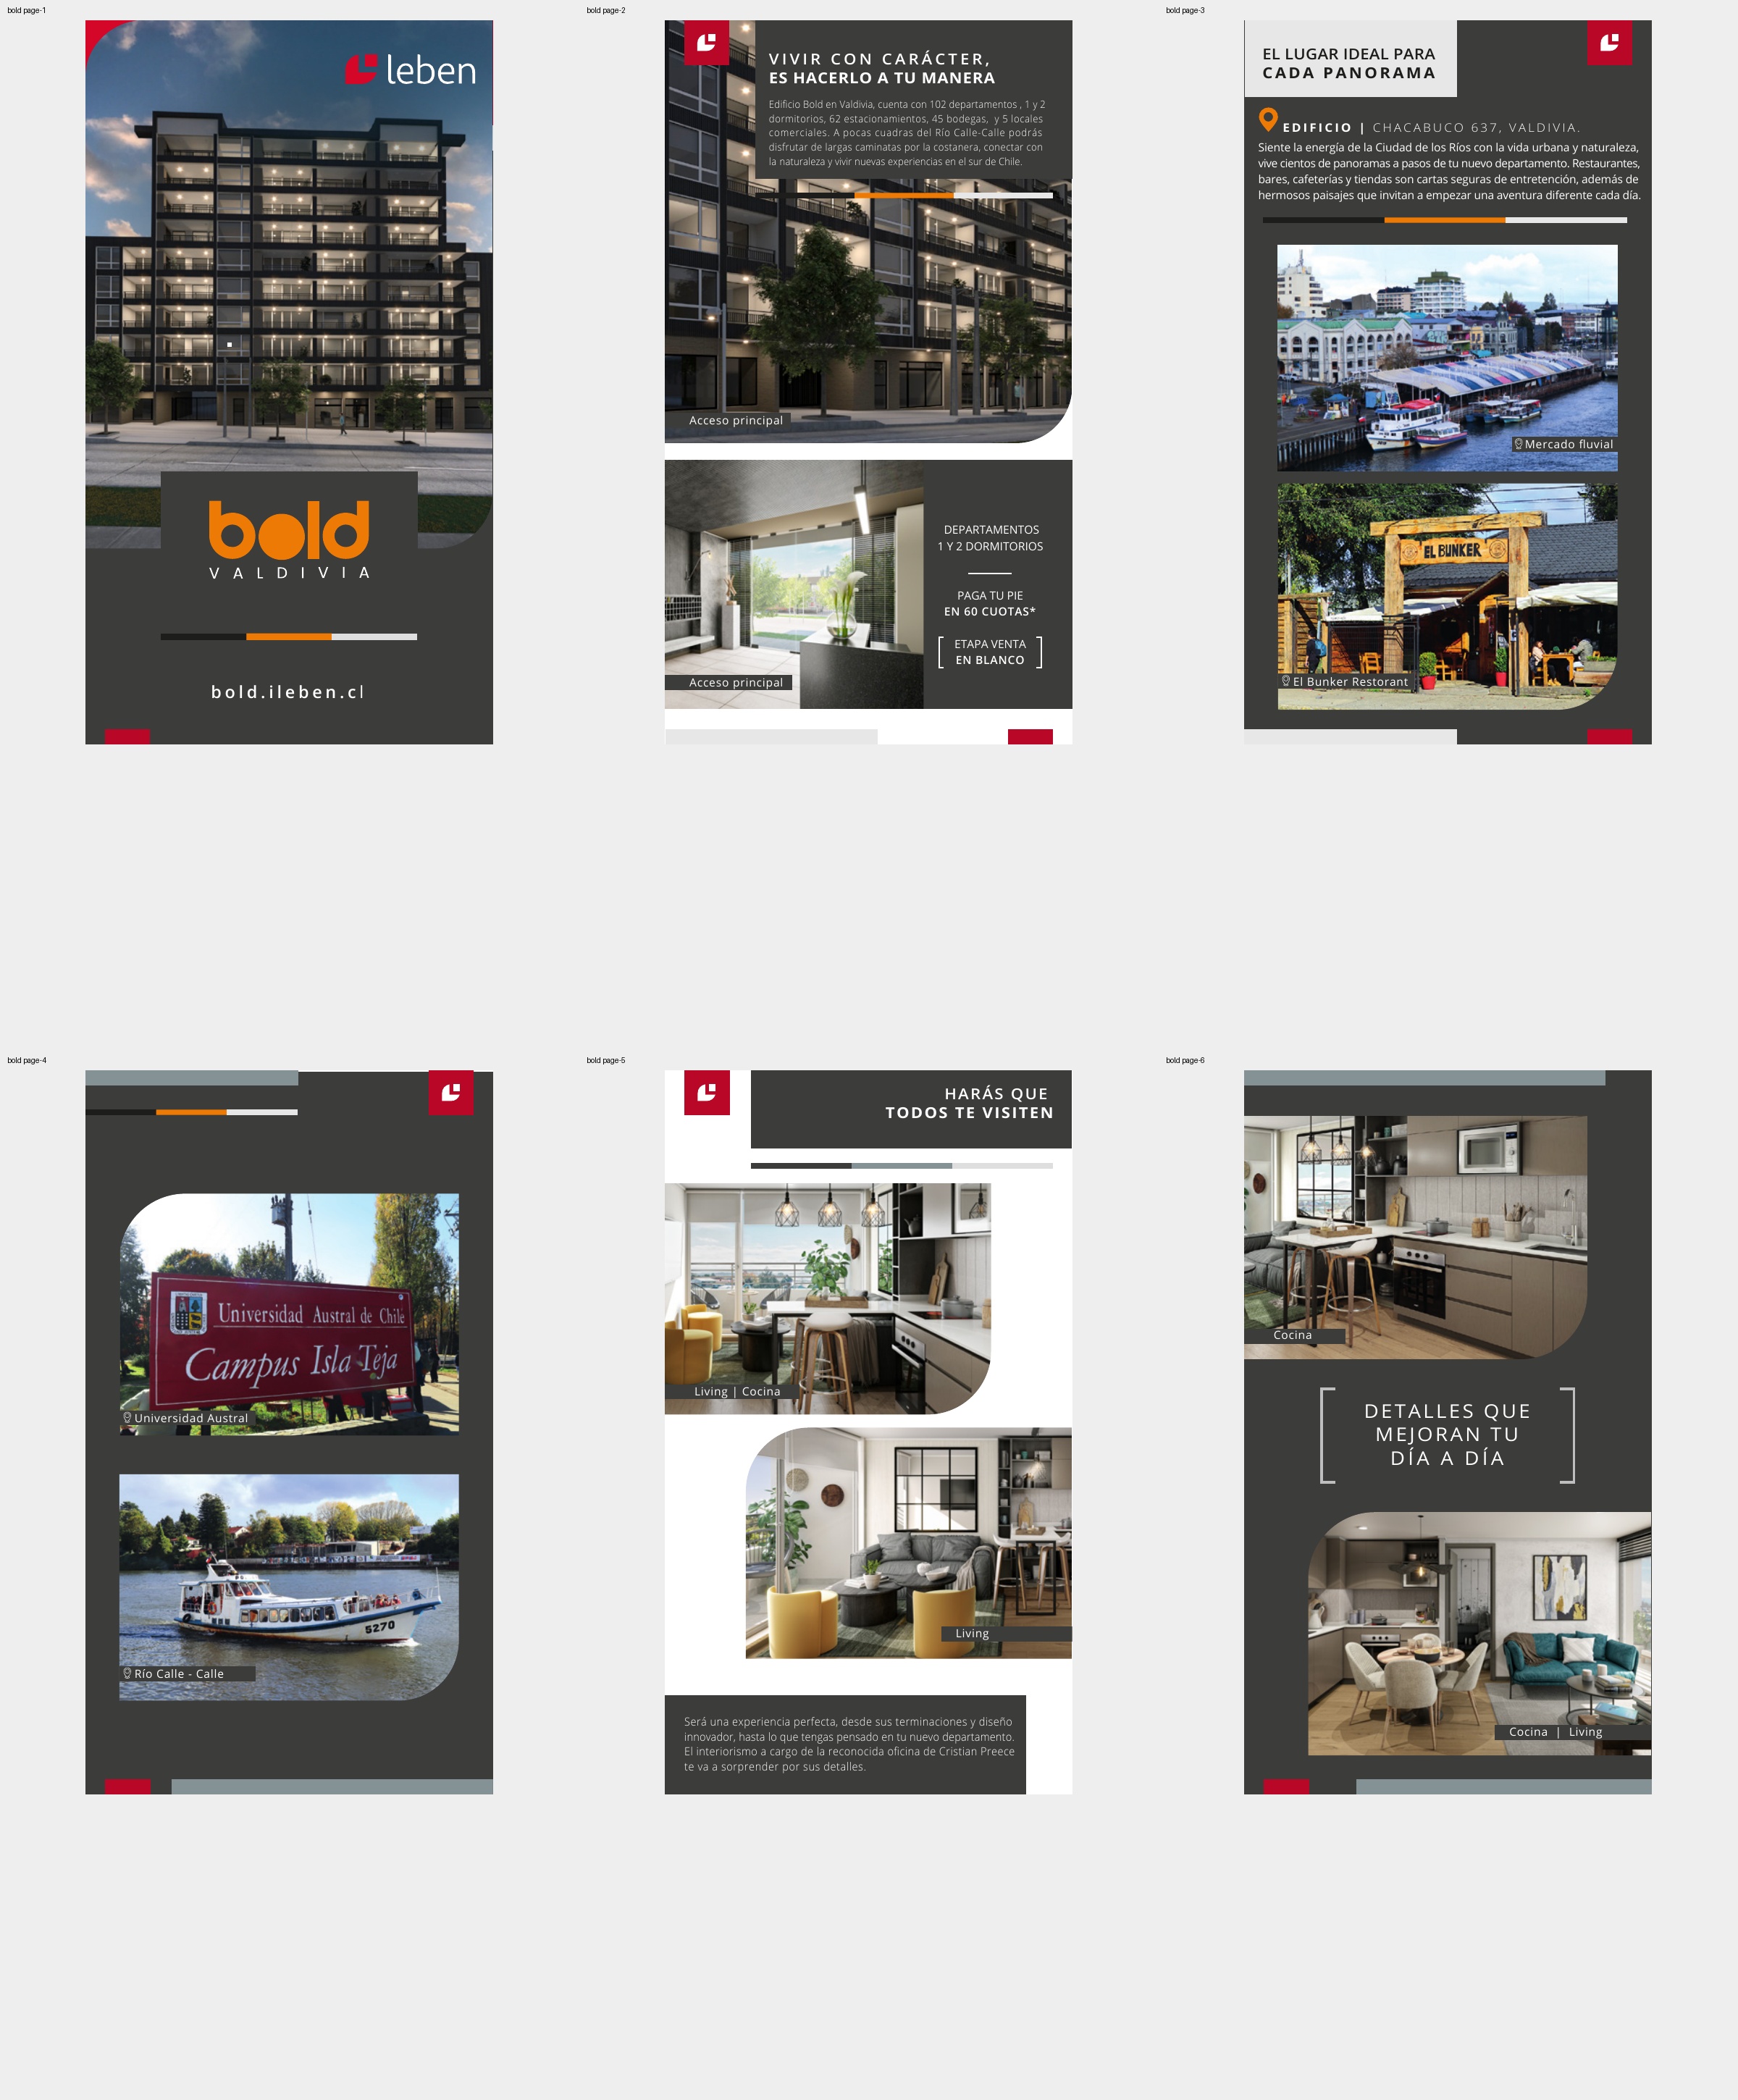 bold page-1
leben
bold
VALDIVIA
bold.ileben.cl
bold page-2
VIVIR CON CARÁCTER,
ES HACERLO A TU MANERA
Edificio Bold en Valdivia, cuenta con 102 departamentos , 1 y 2
dormitorios, 62 estacionamientos, 45 bodegas, y 5 locales
comerciales. A pocas cuadras del Río Calle-Calle podrás
disfrutar de largas caminatas por la costanera, conectar con
la naturaleza y vivir nuevas experiencias en el sur de Chile.
Acceso principal
DEPARTAMENTOS
1 Y 2 DORMITORIOS
PAGA TU PIE
EN 60 CUOTAS*
ETAPA VENTA
EN BLANCO
Acceso principal
bold page-3
EL LUGAR IDEAL PARA
CADA PANORAMA
EDIFICIO | CHACABUCO 637, VALDIVIA.
Siente la energía de la Ciudad de los Ríos con la vida urbana y naturaleza,
vive cientos de panoramas a pasos de tu nuevo departamento. Restaurantes,
bares, cafeterías y tiendas son cartas seguras de entretención, además de
hermosos paisajes que invitan a empezar una aventura diferente cada día.
Mercado fluvial
EL BUNKER
El Bunker Restorant
bold page-4
Universidad Austral de Chile
Campus Isla Teja
Universidad Austral
5270
Río Calle - Calle
bold page-5
HARÁS QUE
TODOS TE VISITEN
Living | Cocina
Living
Será una experiencia perfecta, desde sus terminaciones y diseño
innovador, hasta lo que tengas pensado en tu nuevo departamento.
El interiorismo a cargo de la reconocida oficina de Cristian Preece
te va a sorprender por sus detalles.
bold page-6
Cocina
DETALLES QUE
MEJORAN TU
DÍA A DÍA
Cocina | Living